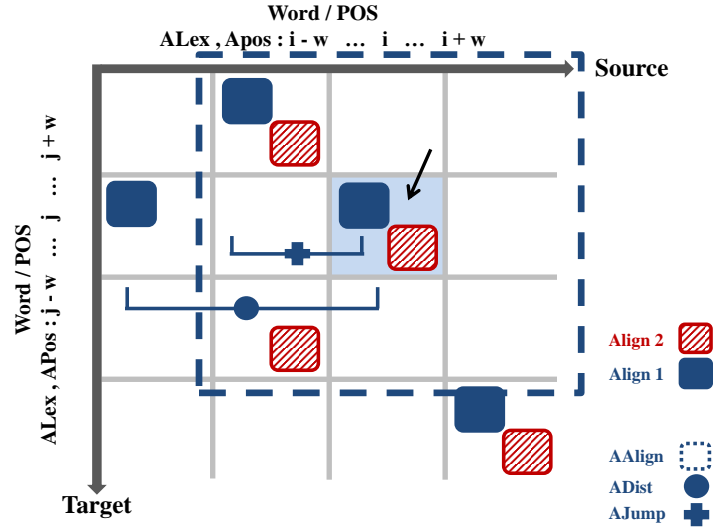 Word / POS
ALex , Apos : i - w … i … i + w
Source
Word / POS
ALex , APos : j - w … j … j + w
Target
Align 2
Align 1
AAlign
ADist
AJump